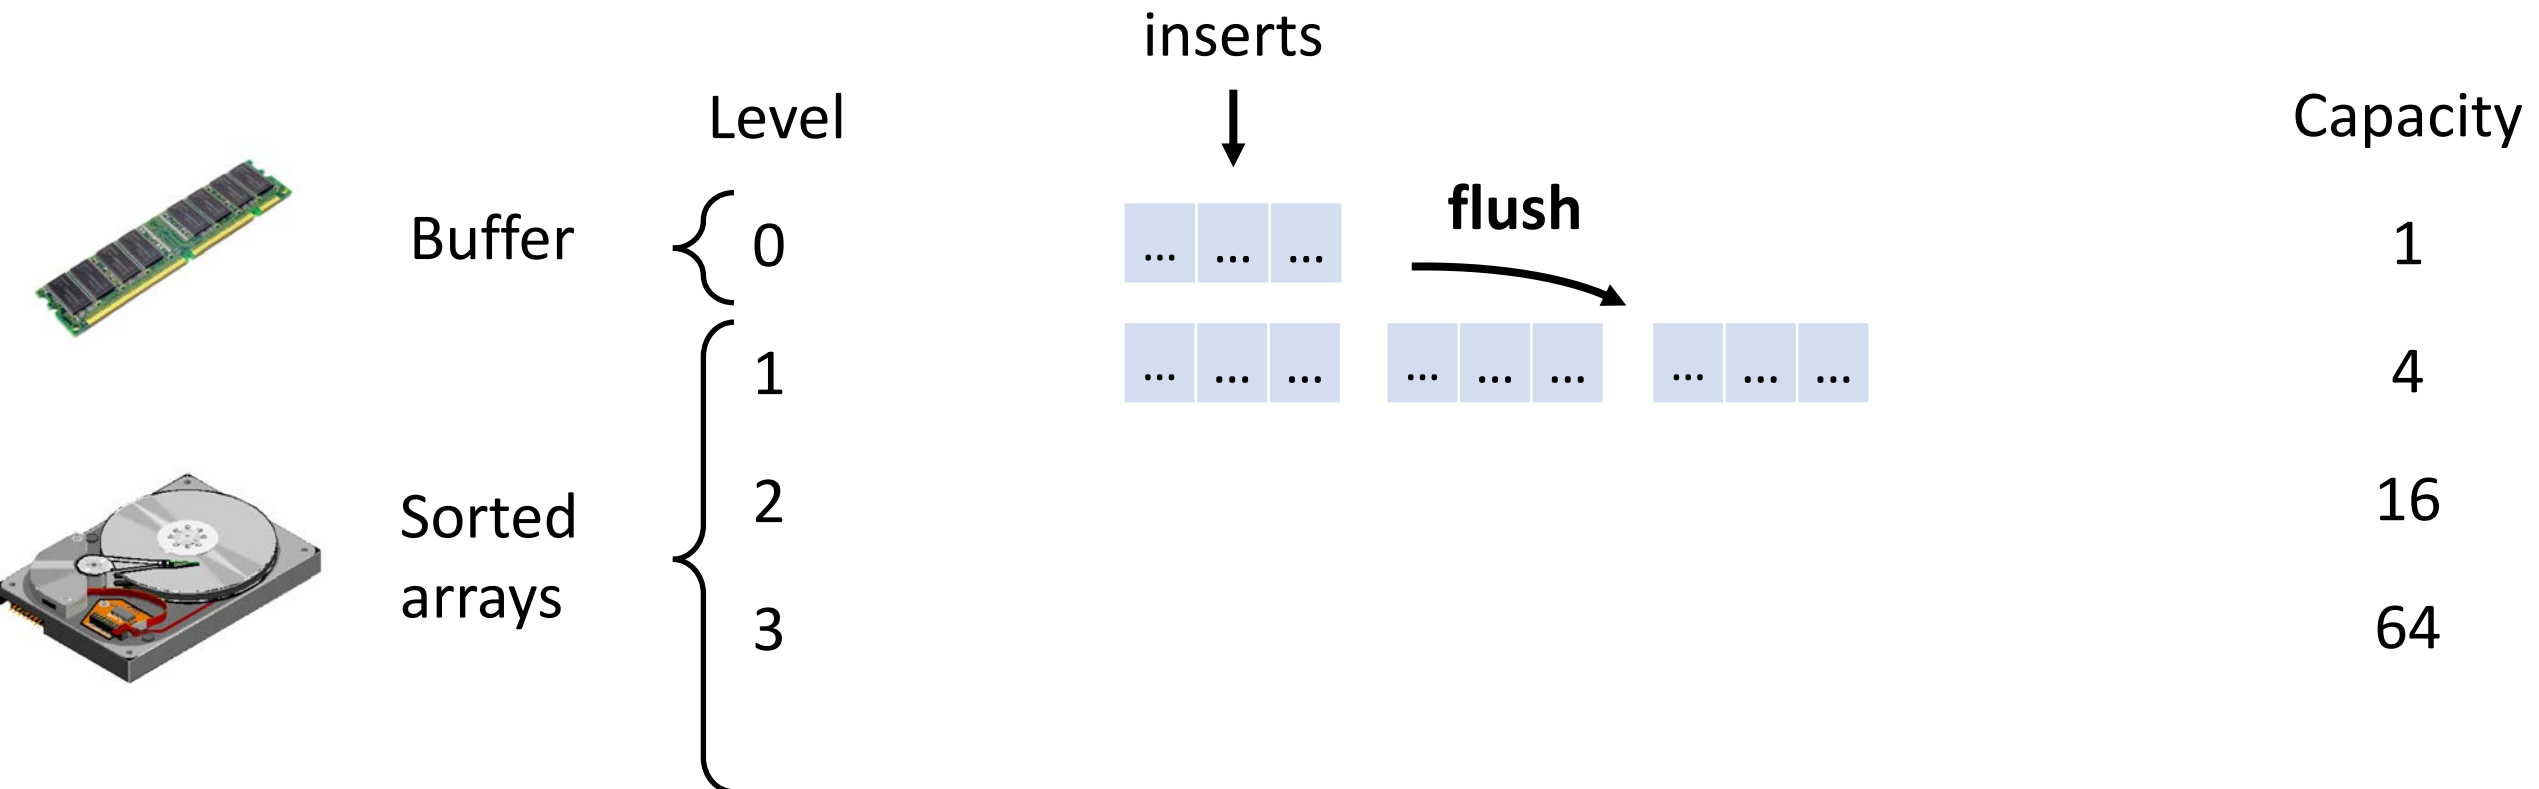 inserts
Level
Capacity
Buffer
0
... ... ...
flush
1
1
... ... ... ... ... ... ... ... ...
4
Sorted
arrays
2
16
3
64